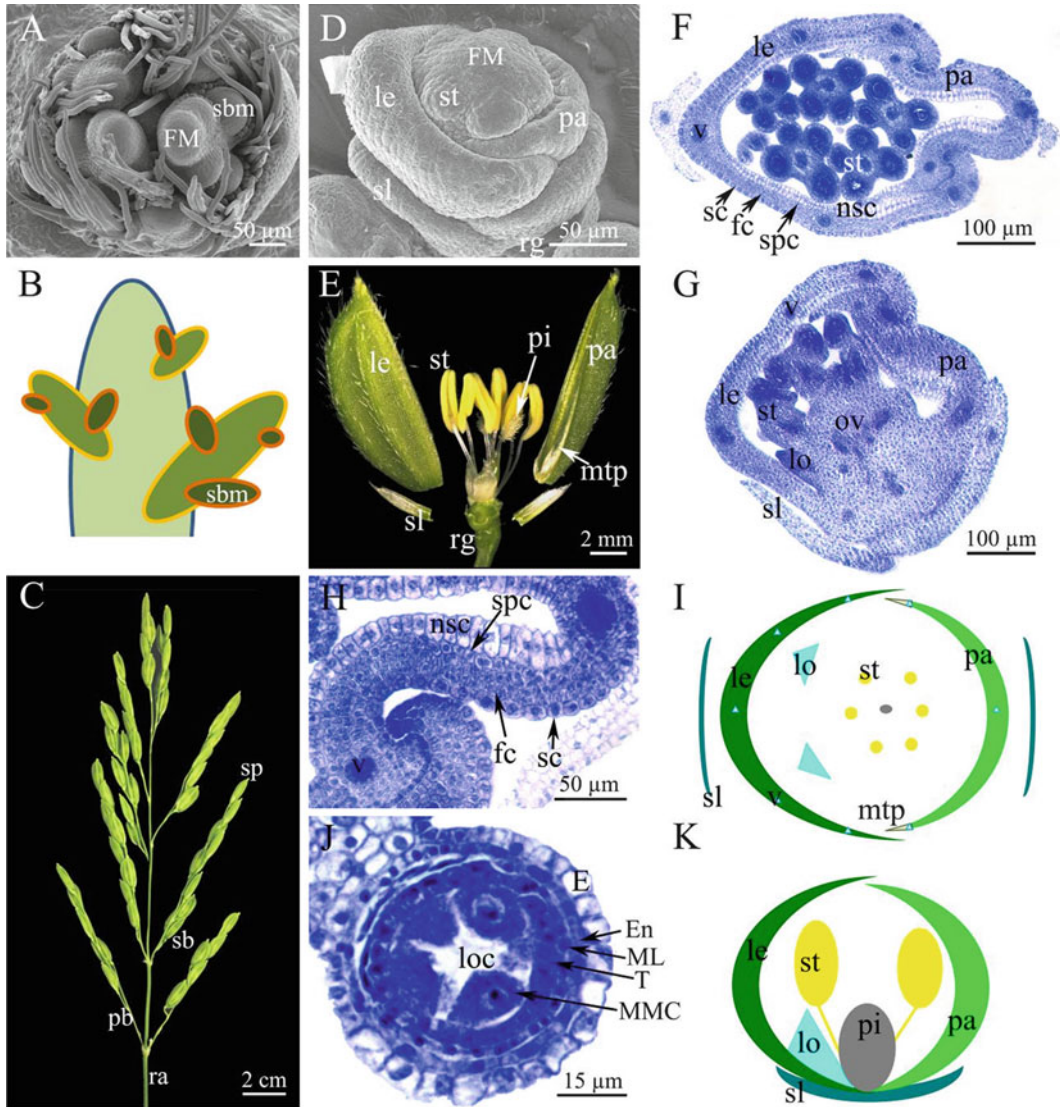 A
sbm
FM
50 µm
B
sbm
C
sp
sb
pb
ra
2 cm
D
FM
le
st
pa
sl
rg
50 µm
E
le
st
pi
pa
mtp
sl
rg
2 mm
F
le
pa
v
st
sc
fc
spc
nsc
100 µm
G
v
pa
le
st
ov
lo
sl
100 µm
H
spc
nsc
v
fc
sc
50 µm
I
le
lo
st
pa
sl
v
mtp
J
E
En
ML
T
MMC
loc
15 µm
K
le
st
lo
pi
pa
sl